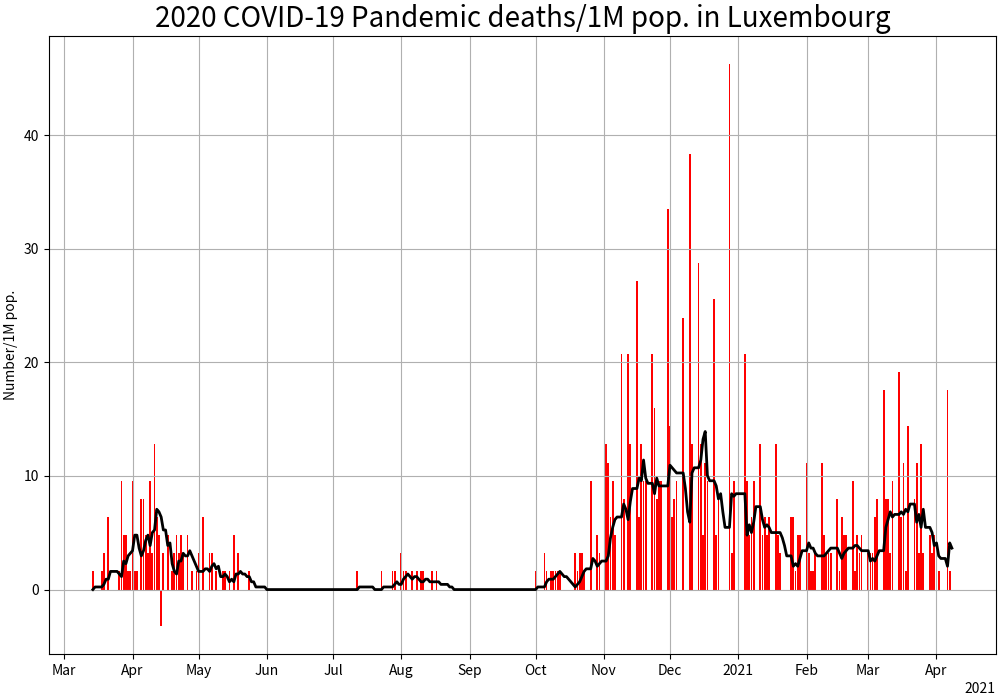 2020 COVID-19 Pandemic deaths/1M pop. in Luxembourg
Number/1M pop.
40
30
20
10
0
Mar Apr May Jun Jul Aug Sep Oct Nov Dec 2021 Feb Mar Apr
2021